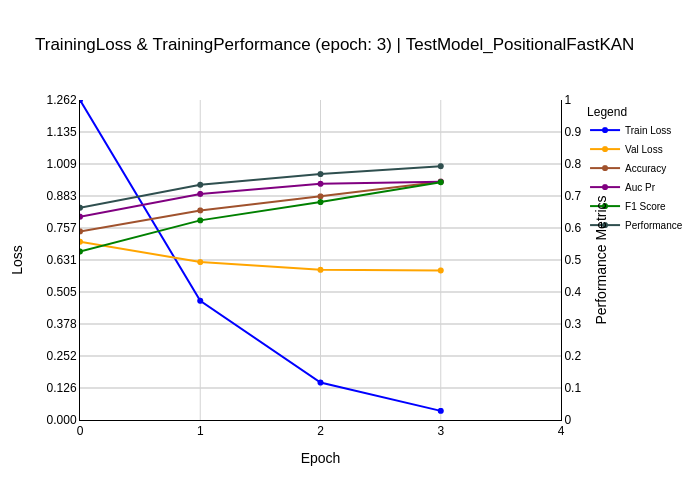 TrainingLoss & TrainingPerformance (epoch: 3) | TestModel_PositionalFastKAN
1.262
1.135
1.009
0.883
0.757
0.631
0.505
0.378
0.252
0.126
0.000
Loss
0
1
2
3
4
Epoch
1
0.9
0.8
0.7
0.6
0.5
0.4
0.3
0.2
0.1
0
Performance Metrics
Legend
Train Loss
Val Loss
Accuracy
Auc Pr
F1 Score
Performance